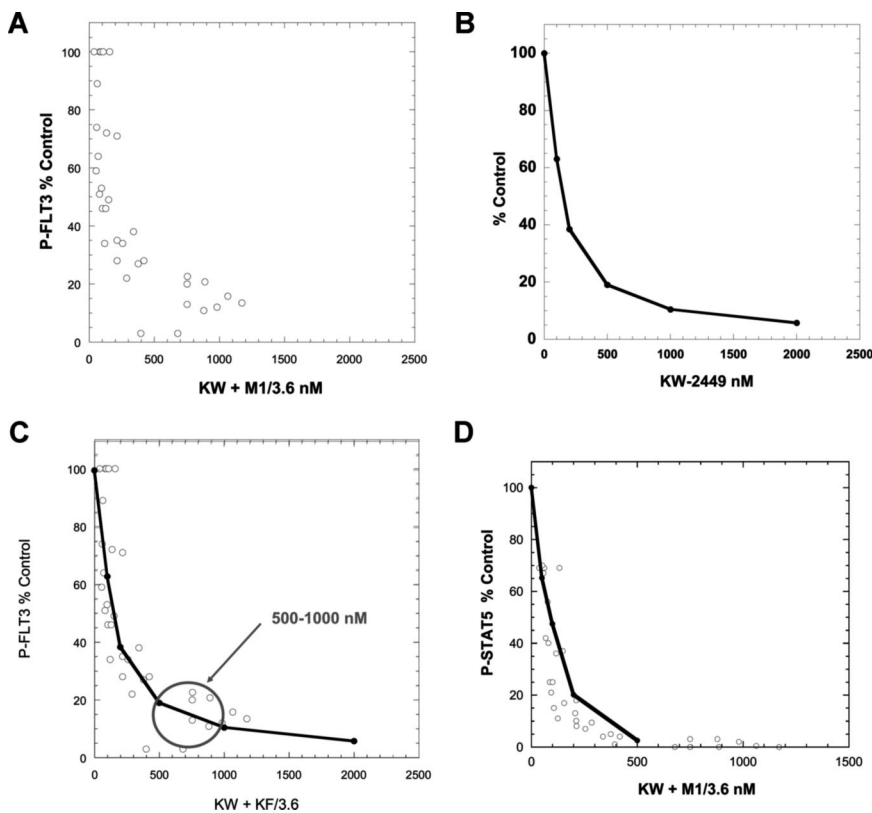 A
P-FLT3 % Control
100
80
60
40
20
0
0 500 1000 1500 2000 2500
KW + M1/3.6 nM
B
% Control
100
80
60
40
20
0
0 500 1000 1500 2000 2500
KW-2449 nM
C
P-FLT3 % Control
100
80
60
40
20
0
500-1000 nM
0 500 1000 1500 2000 2500
KW + KF/3.6
D
P-STAT5 % Control
100
80
60
40
20
0
0 500 1000 1500
KW + M1/3.6 nM